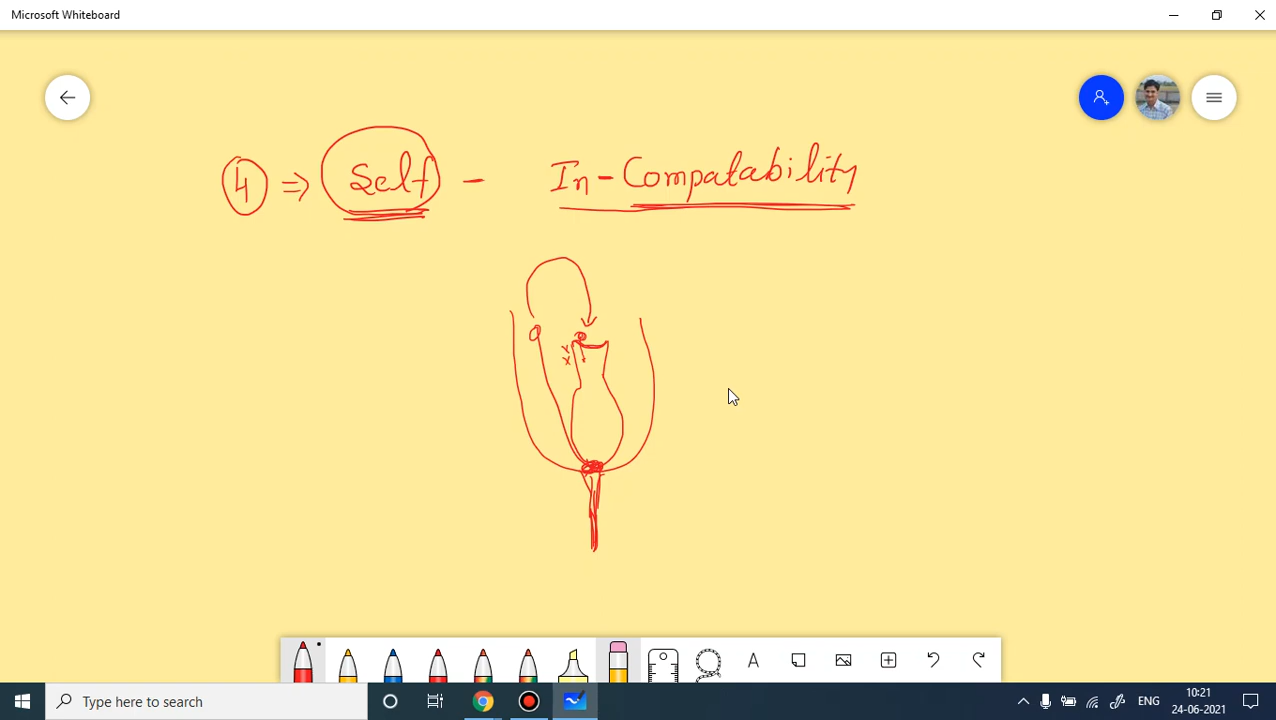 Microsoft Whiteboard
4 ⇒ Self - In-Compatability
x
x
A
Type here to search
ENG
10:21
24-06-2021